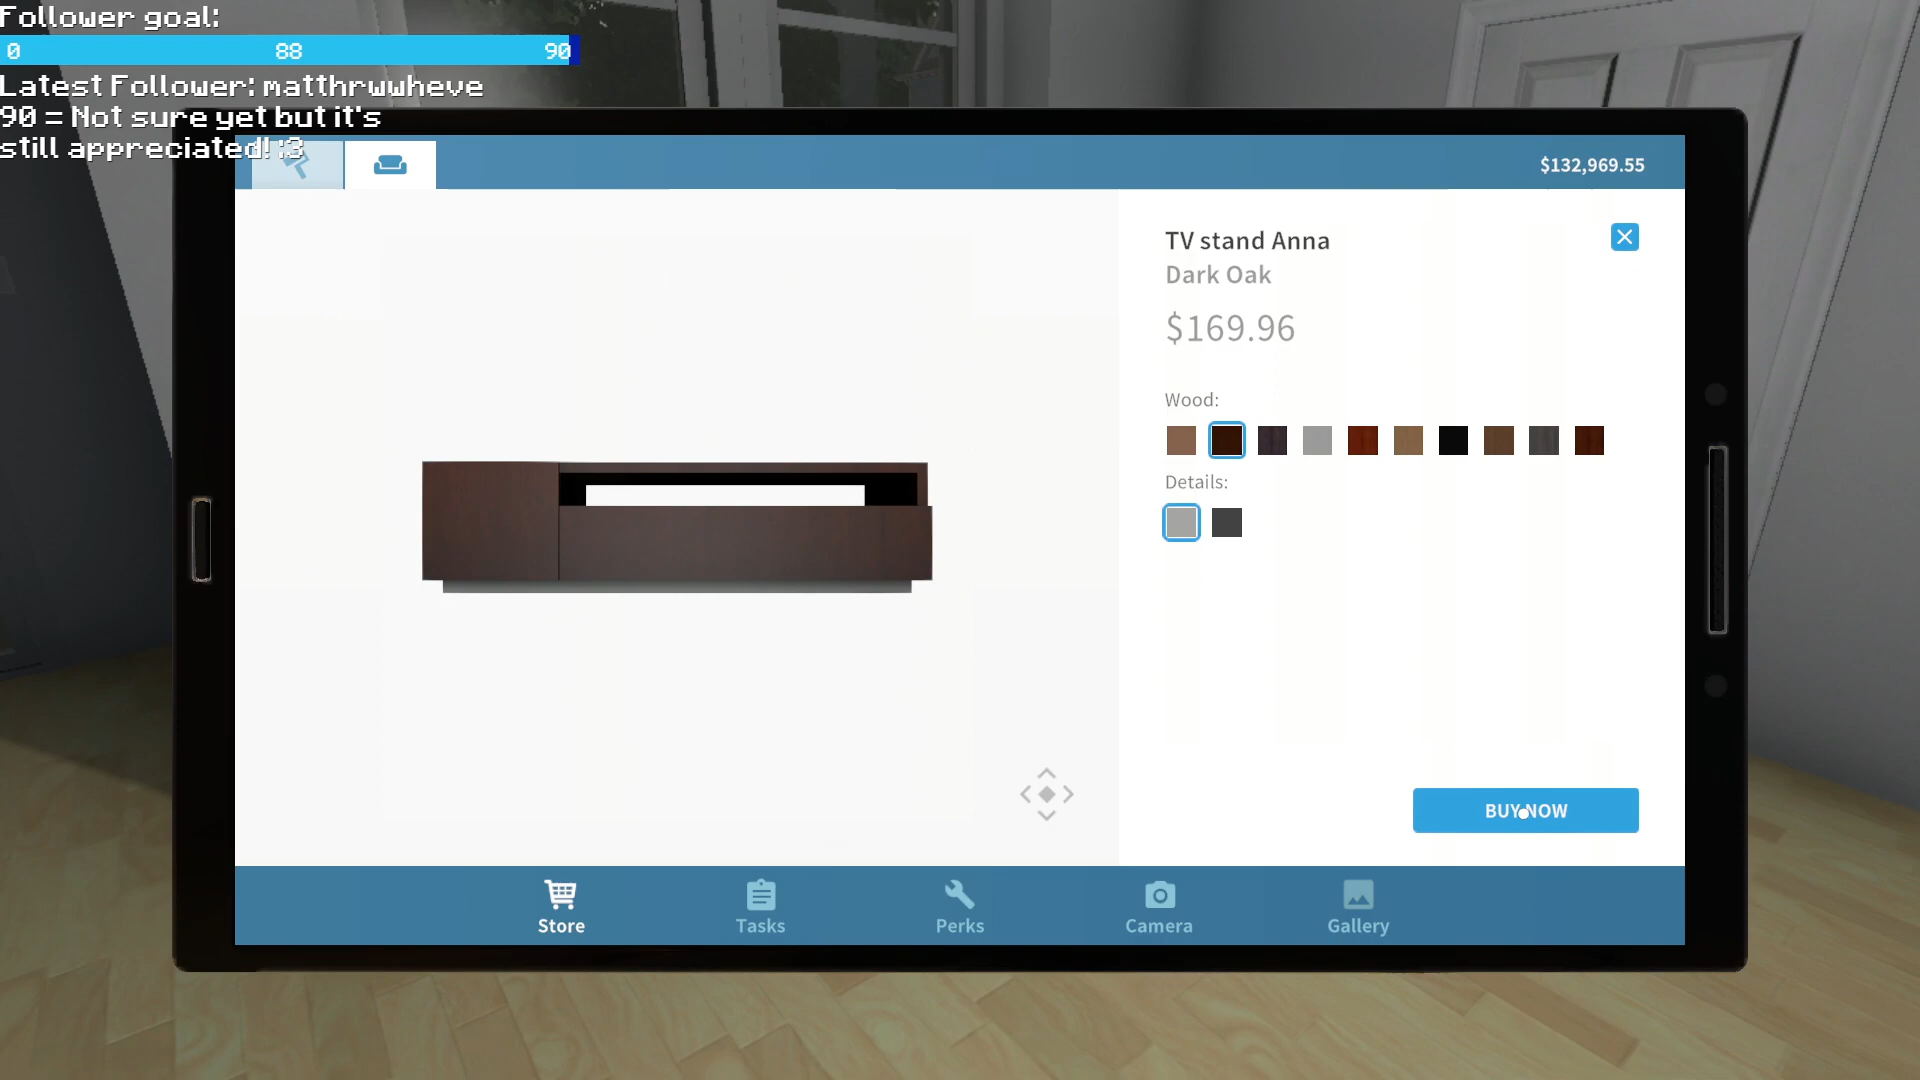 Follower goal:
0 88 90
Latest Follower: matthrwwheve
90 = Not sure yet but it's
still appreciated! :3
$132,969.55
TV stand Anna
Dark Oak
$169.96
Wood:
Details:
BUY NOW
Store Tasks Perks Camera Gallery